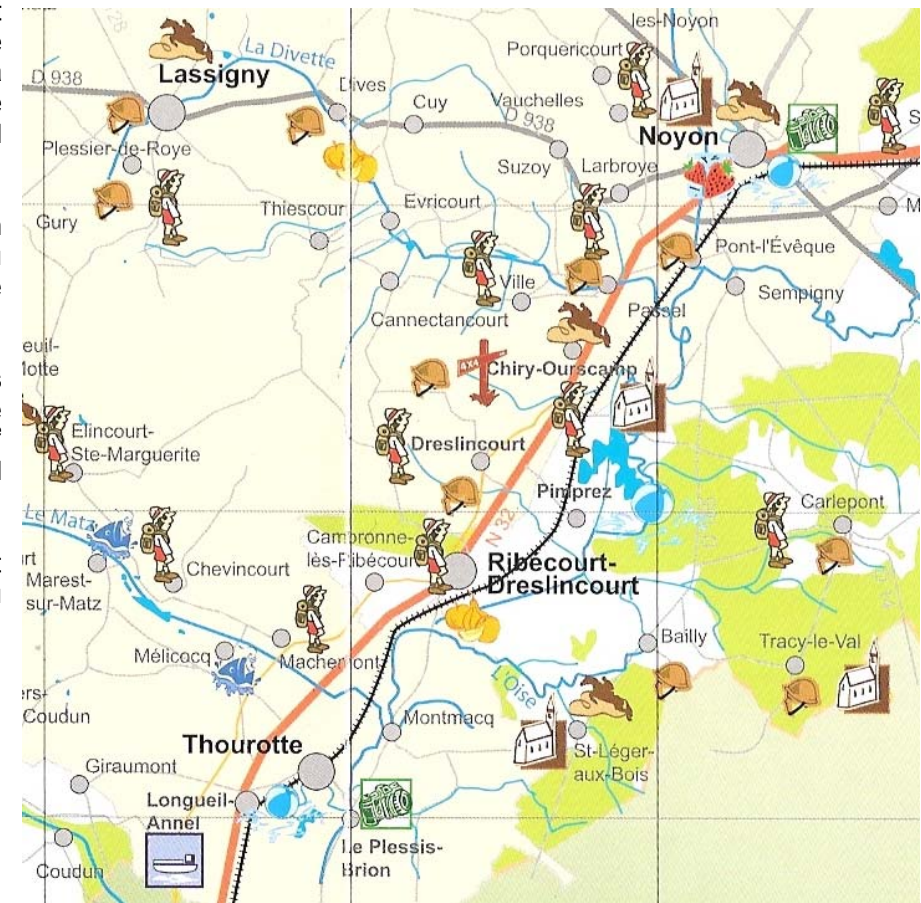 les-Noyon
Porquericourt
La Divette
Lassigny
D 938
Dives
Cuy
Vauchelles
D 938
Noyon
Plessier-de-Roye
Suzoy
Larbroye
Gury
Thiescour
Evricourt
Pont-l'Évêque
Ville
Sempigny
Cannectancourt
Passel
AXA
Chiry-Ourscamp
Elincourt-
Ste-Marguerite
Dreslincourt
Pimprez
Carlepont
Le Matz
N 32
Cambronne-
lès-Ribécourt
Ribécourt-
Dreslincourt
Marest-
sur-Matz
Chevincourt
Bailly
Tracy-le-Val
Mélicocq
Machemont
L'Oise
Coudun
Montmacq
Thourotte
St-Léger-
aux-Bois
Giraumont
Longueil-
Annel
Le Plessis-
Brion
Coudun